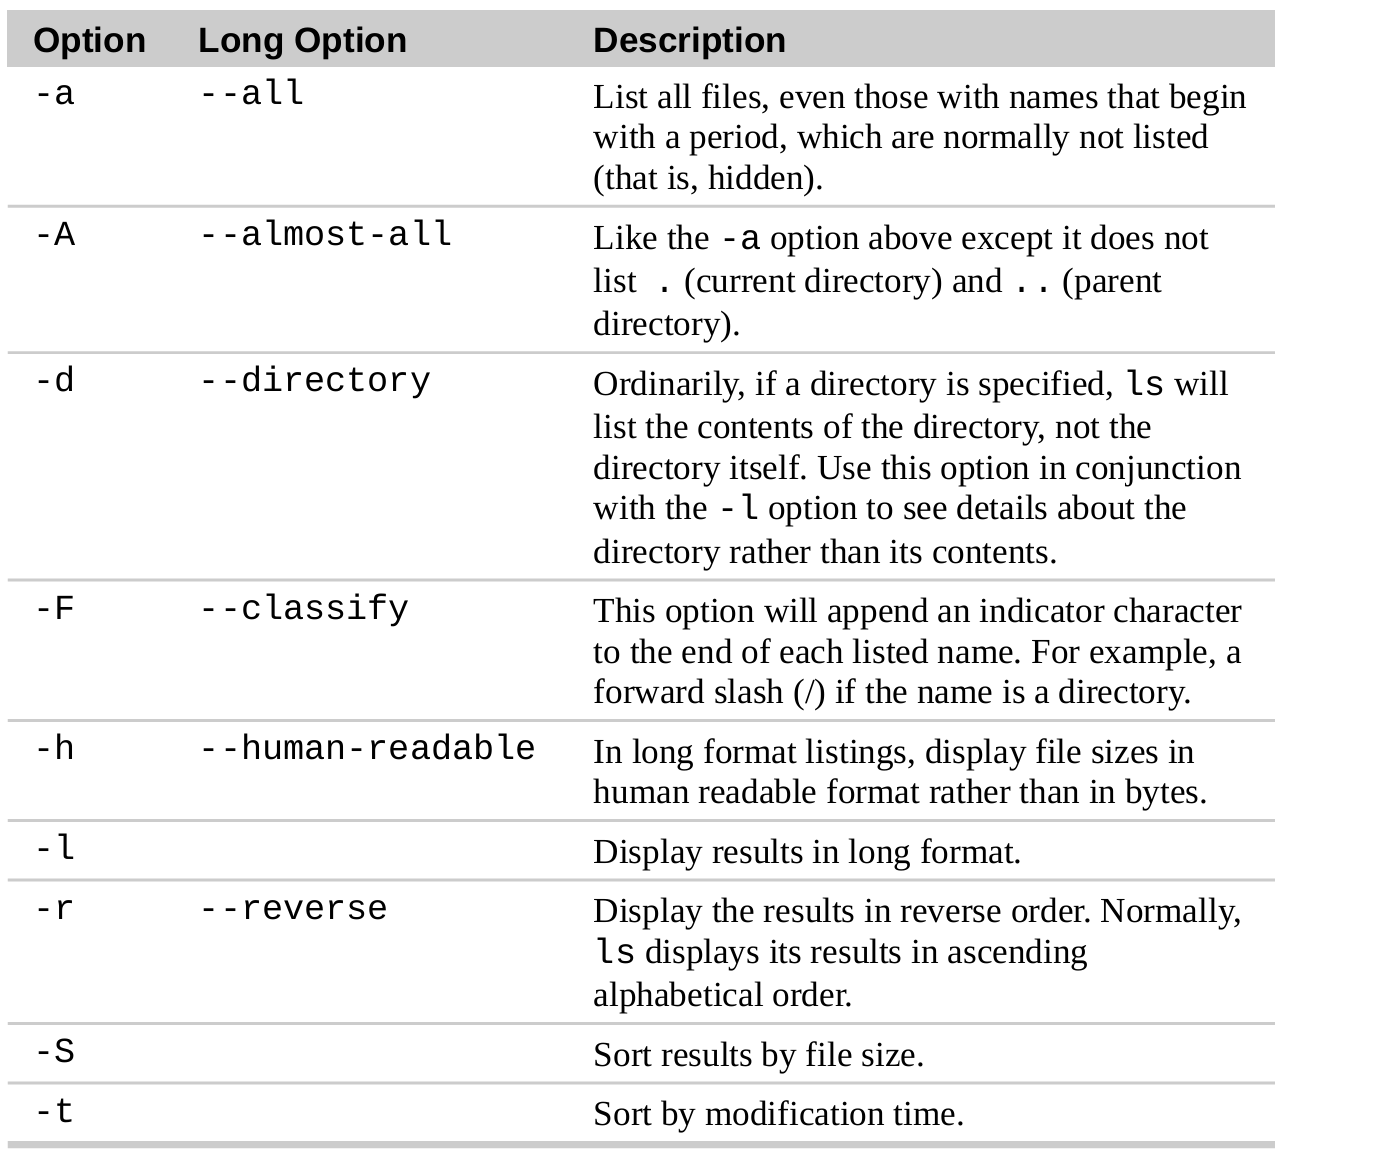 Option Long Option Description
-a --all List all files, even those with names that begin
with a period, which are normally not listed
(that is, hidden).
-A --almost-all Like the -a option above except it does not
list . (current directory) and .. (parent
directory).
-d --directory Ordinarily, if a directory is specified, ls will
list the contents of the directory, not the
directory itself. Use this option in conjunction
with the -l option to see details about the
directory rather than its contents.
-F --classify This option will append an indicator character
to the end of each listed name. For example, a
forward slash (/) if the name is a directory.
-h --human-readable In long format listings, display file sizes in
human readable format rather than in bytes.
-l Display results in long format.
-r --reverse Display the results in reverse order. Normally,
ls displays its results in ascending
alphabetical order.
-S Sort results by file size.
-t Sort by modification time.